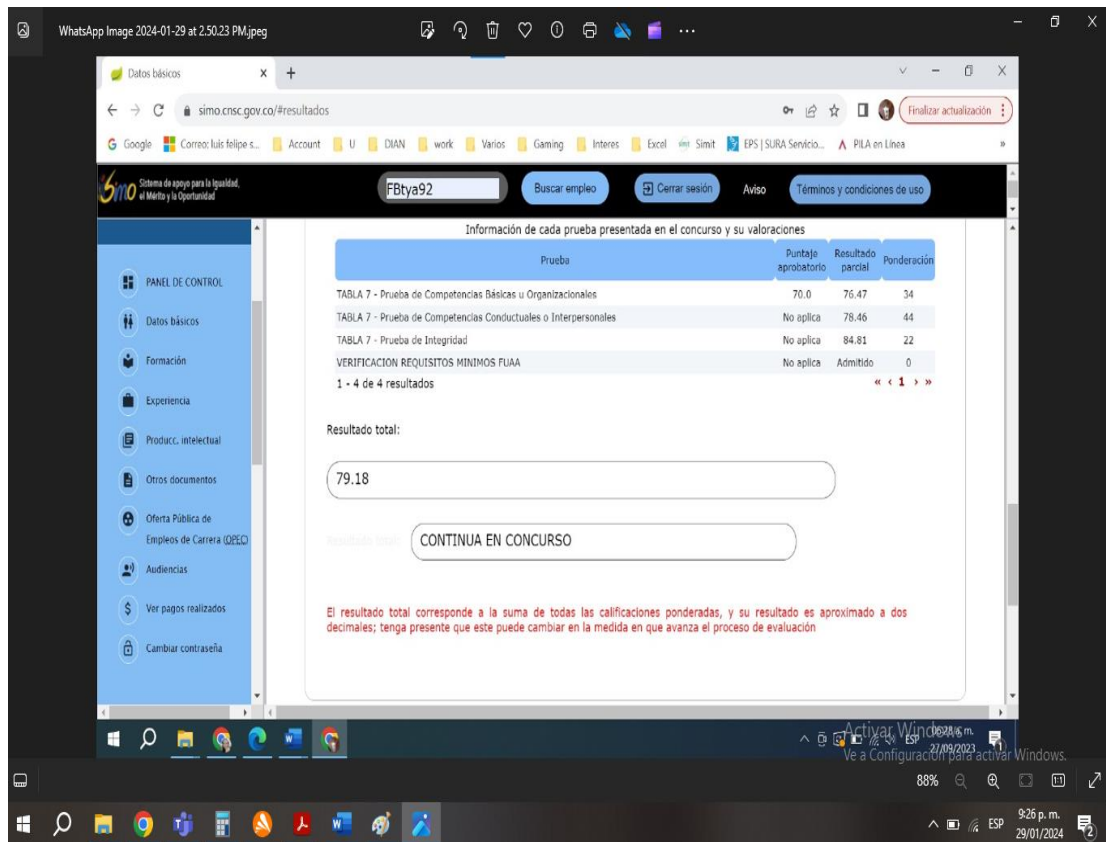 WhatsApp Image 2024-01-29 at 2.50.23 PM.jpeg
Datos básicos
simo.cnsc.gov.co/#resultados
Finalizar actualización
Google Correo: luis felipe s... Account U DIAN work Varios Gaming Interes Excel Simit EPS | SURA Servicio... PILA en Línea »
Simo Sistema de apoyo para la Igualdad,
el Mérito y la Oportunidad
FBtya92 Buscar empleo Cerrar sesión Aviso Términos y condiciones de uso
PANEL DE CONTROL
Datos básicos
Formación
Experiencia
Producc. intelectual
Otros documentos
Oferta Pública de
Empleos de Carrera (OPEC)
Audiencias
Ver pagos realizados
Cambiar contraseña
Información de cada prueba presentada en el concurso y su valoraciones
Prueba Puntaje aprobatorio Resultado parcial Ponderación
TABLA 7 - Prueba de Competencias Básicas u Organizacionales 70.0 76.47 34
TABLA 7 - Prueba de Competencias Conductuales o Interpersonales No aplica 78.46 44
TABLA 7 - Prueba de Integridad No aplica 84.81 22
VERIFICACION REQUISITOS MINIMOS FUAA No aplica Admitido 0
1 - 4 de 4 resultados « ‹ 1 › »
Resultado total:
79.18
Resultado total: CONTINUA EN CONCURSO
El resultado total corresponde a la suma de todas las calificaciones ponderadas, y su resultado es aproximado a dos
decimales; tenga presente que este puede cambiar en la medida en que avanza el proceso de evaluación
ESP
27/09/2023
Activar Windows
Ve a Configuración para activar Windows.
88%
ESP 9:26 p. m.
29/01/2024